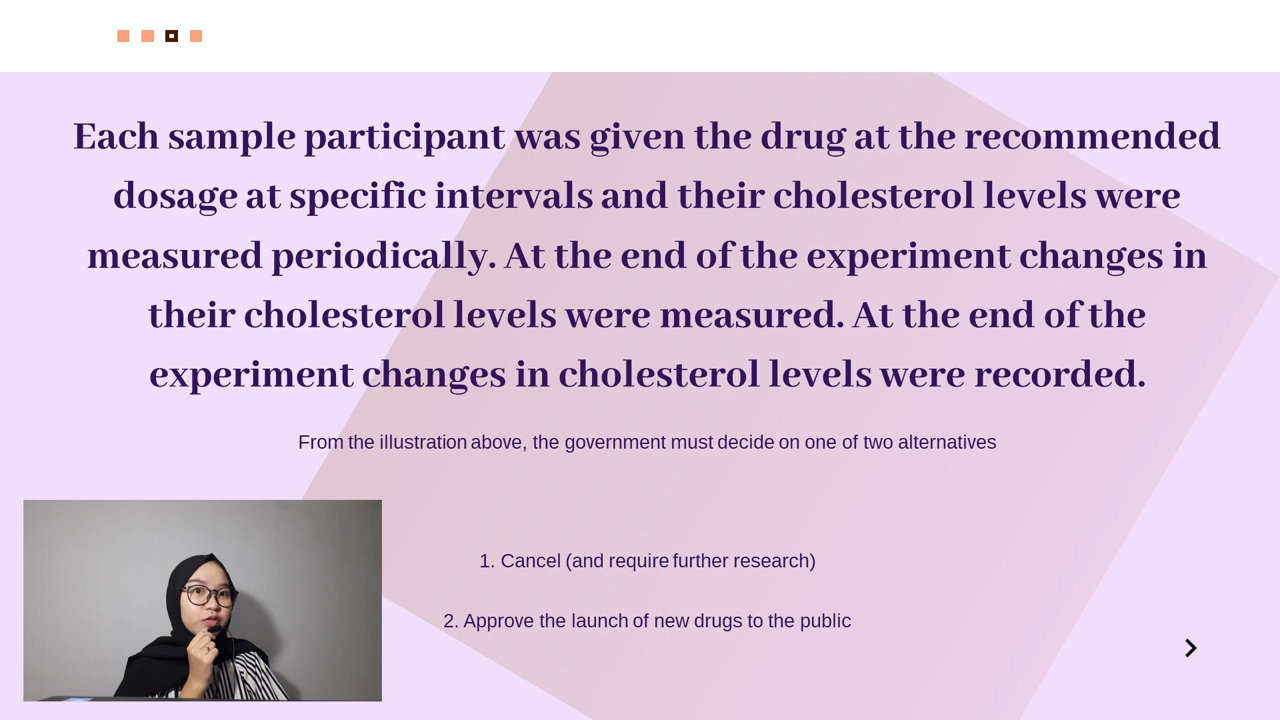 Each sample participant was given the drug at the recommended
dosage at specific intervals and their cholesterol levels were
measured periodically. At the end of the experiment changes in
their cholesterol levels were measured. At the end of the
experiment changes in cholesterol levels were recorded.
From the illustration above, the government must decide on one of two alternatives
1. Cancel (and require further research)
2. Approve the launch of new drugs to the public